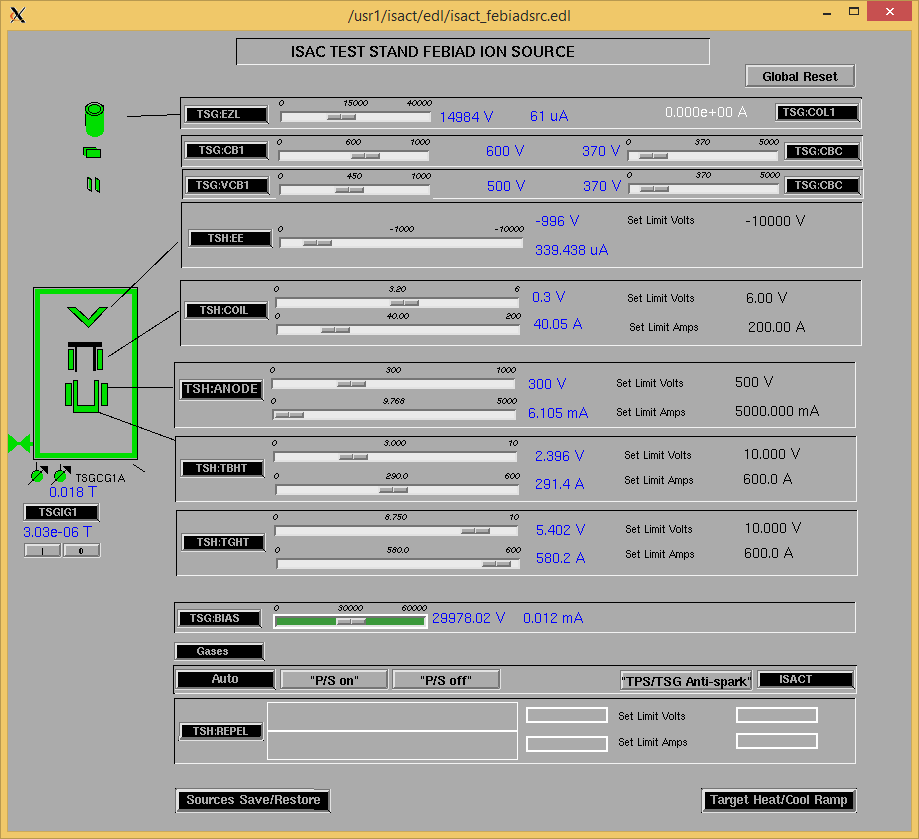 /usr1/isact/edl/isact_febiadsrc.edl
ISAC TEST STAND FEBIAD ION SOURCE
Global Reset
TSG:EZL 0 15000 40000 14984 V 61 uA 0.000e+00 A TSG:COL1
TSG:CB1 0 600 1000 600 V 370 V 0 370 5000 TSG:CBC
TSG:VCB1 0 450 1000 500 V 370 V 0 370 5000 TSG:CBC
TSH:EE 0 -1000 -10000 -996 V Set Limit Volts -10000 V
339.438 uA
TSH:COIL 0 3.20 6 0.3 V Set Limit Volts 6.00 V
0 40.00 200 40.05 A Set Limit Amps 200.00 A
TSH:ANODE 0 300 1000 300 V Set Limit Volts 500 V
0 9.768 5000 6.105 mA Set Limit Amps 5000.000 mA
TSH:TBHT 0 3.000 10 2.396 V Set Limit Volts 10.000 V
0 290.0 600 291.4 A Set Limit Amps 600.0 A
TSGCG1A
0.018 T
TSGIG1
3.03e-06 T
I 0
TSH:TGHT 0 6.750 10 5.402 V Set Limit Volts 10.000 V
0 580.0 600 580.2 A Set Limit Amps 600.0 A
TSG:BIAS 0 30000 60000 29978.02 V 0.012 mA
Gases
Auto "P/S on" "P/S off" "TPS/TSG Anti-spark" ISACT
TSH:REPEL Set Limit Volts
Set Limit Amps
Sources Save/Restore Target Heat/Cool Ramp